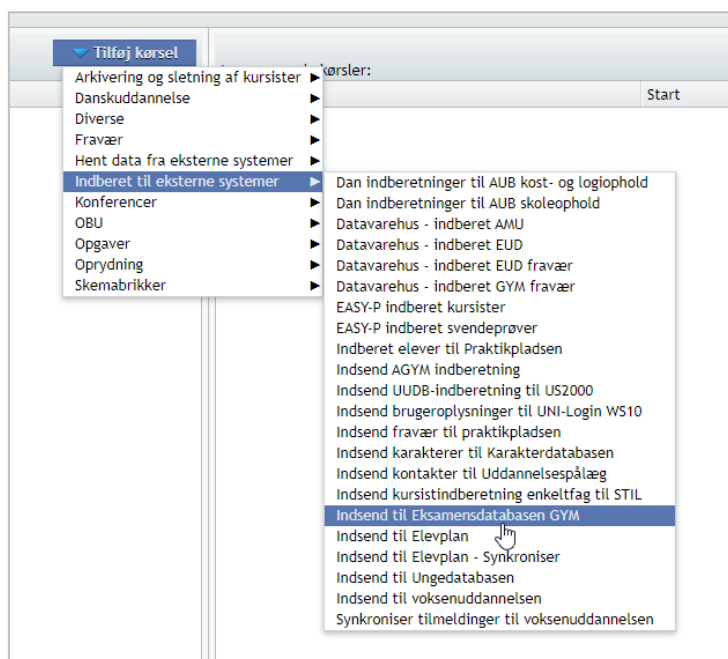 Tilføj kørsel
kørsler:
Start
Arkivering og sletning af kursister
Danskuddannelse
Diverse
Fravær
Hent data fra eksterne systemer
Indberet til eksterne systemer
Konferencer
OBU
Opgaver
Oprydning
Skemabrikker
Dan indberetninger til AUB kost- og logiophold
Dan indberetninger til AUB skoleophold
Datavarehus - indberet AMU
Datavarehus - indberet EUD
Datavarehus - indberet EUD fravær
Datavarehus - indberet GYM fravær
EASY-P indberet kursister
EASY-P indberet svendeprøver
Indberet elever til Praktikpladsen
Indsend AGYM indberetning
Indsend UUDB-indberetning til US2000
Indsend brugeroplysninger til UNI-Login WS10
Indsend fravær til praktikpladsen
Indsend karakterer til Karakterdatabasen
Indsend kontakter til Uddannelsespålæg
Indsend kursistindberetning enkeltfag til STIL
Indsend til Eksamensdatabasen GYM
Indsend til Elevplan
Indsend til Elevplan - Synkroniser
Indsend til Ungedatabasen
Indsend til voksenuddannelsen
Synkroniser tilmeldinger til voksenuddannelsen